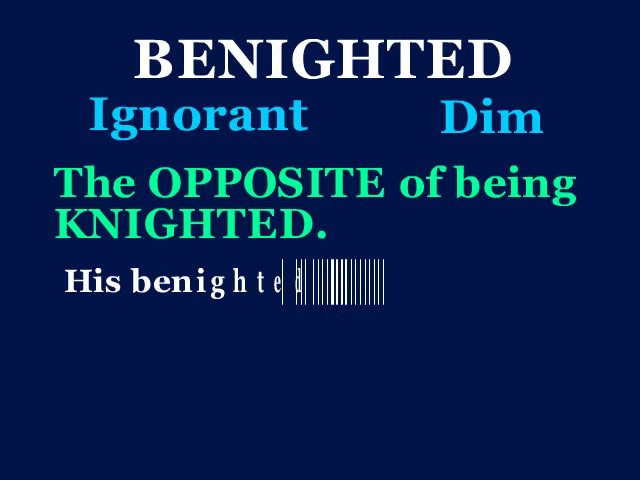 BENIGHTED
Ignorant Dim
The OPPOSITE of being
KNIGHTED.
His benighted